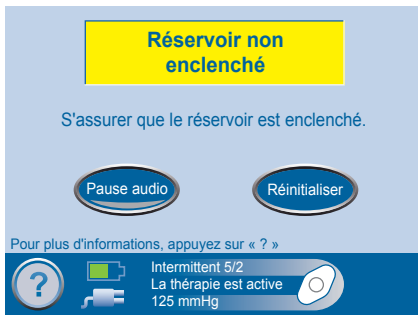 Réservoir non
enclenché
S'assurer que le réservoir est enclenché.
Pause audio
Réinitialiser
Pour plus d'informations, appuyez sur « ? »
?
Intermittent 5/2
La thérapie est active
125 mmHg